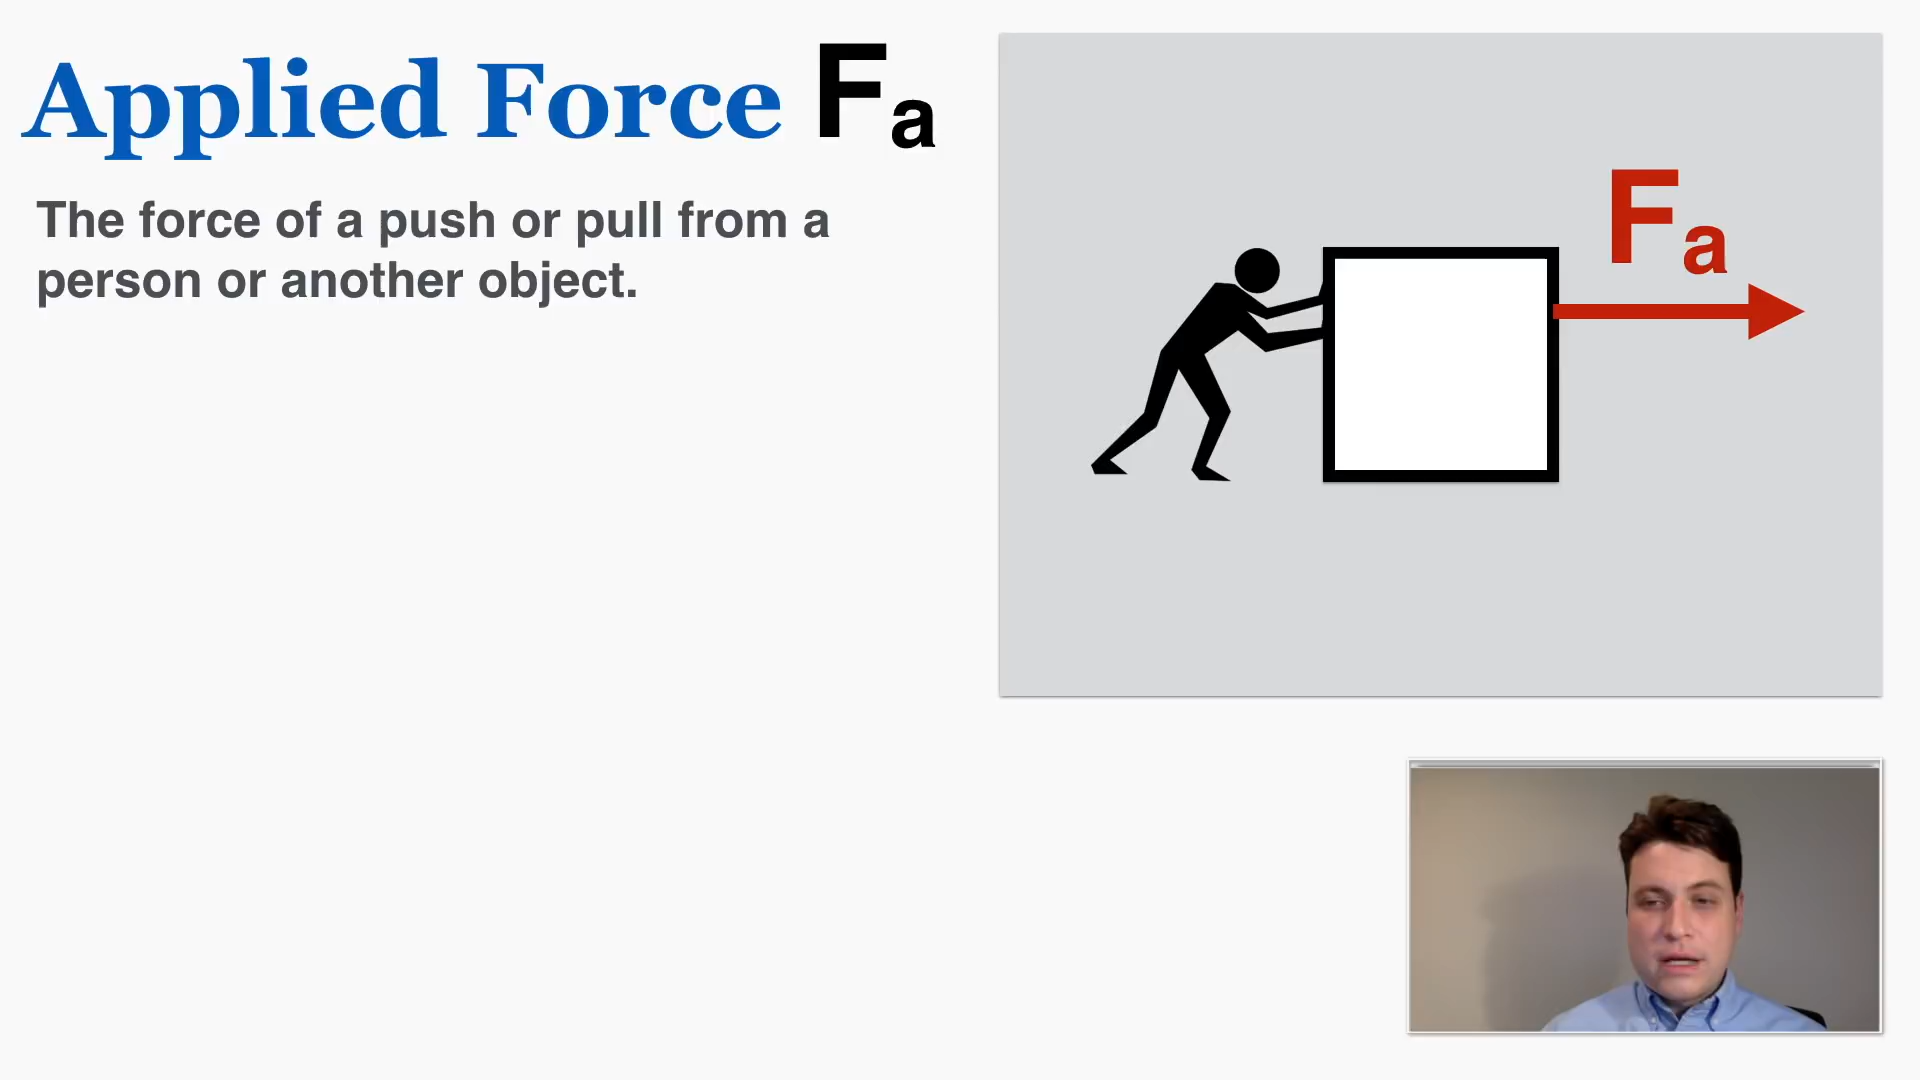 Applied Force Fa
The force of a push or pull from a
person or another object.
Fa